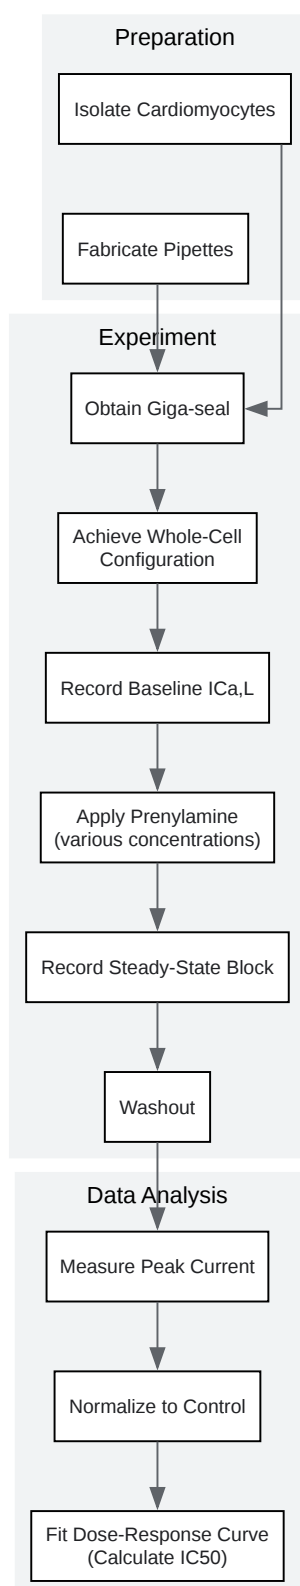 Preparation
Isolate Cardiomyocytes
Fabricate Pipettes
Experiment
Obtain Giga-seal
Achieve Whole-Cell
Configuration
Record Baseline ICa,L
Apply Prenylamine
(various concentrations)
Record Steady-State Block
Washout
Data Analysis
Measure Peak Current
Normalize to Control
Fit Dose-Response Curve
(Calculate IC50)